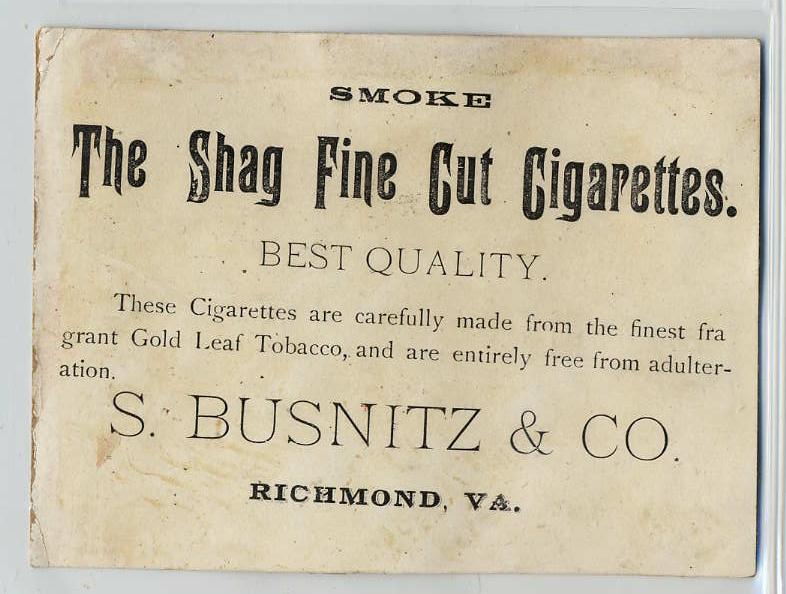 SMOKE
The Shag Fine Cut Cigarettes.
BEST QUALITY.
These Cigarettes are carefully made from the finest fra
grant Gold Leaf Tobacco, and are entirely free from adulter-
ation.
S. BUSNITZ & CO.
RICHMOND, VA.